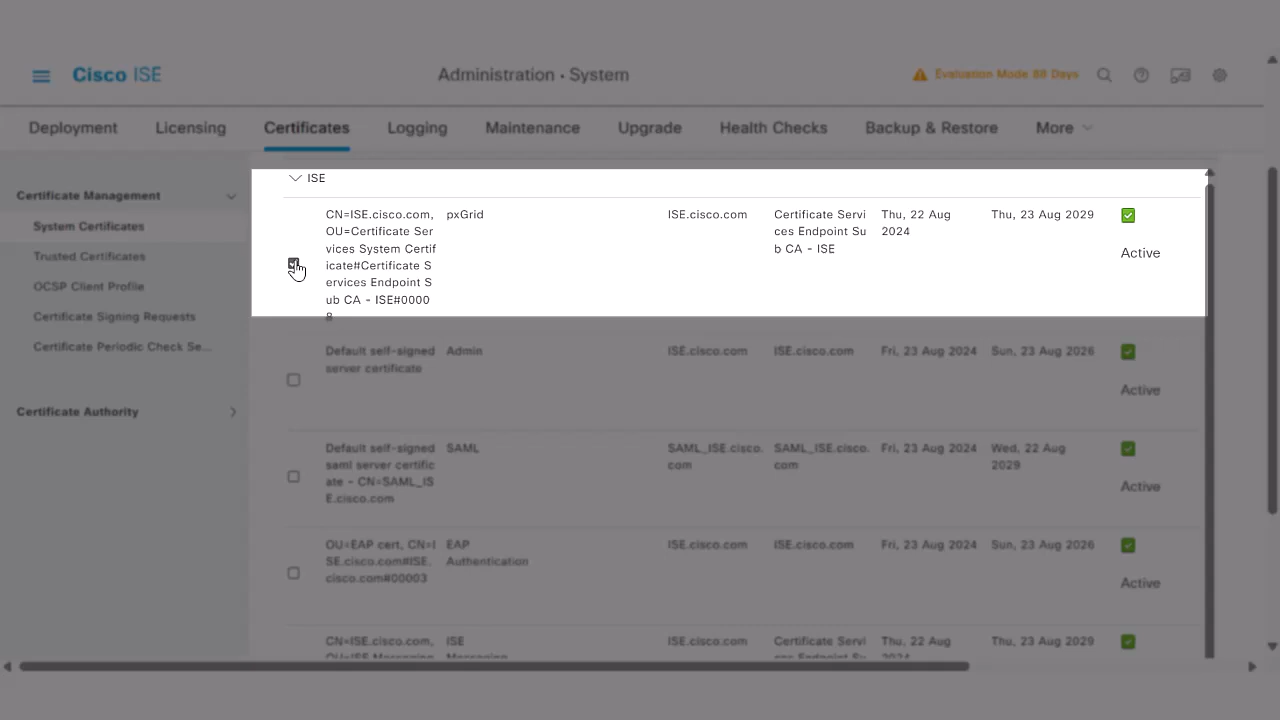 Cisco ISE
Administration • System
Evaluation Mode 88 Days
Deployment
Licensing
Certificates
Logging
Maintenance
Upgrade
Health Checks
Backup & Restore
More
Certificate Management
System Certificates
Trusted Certificates
OCSP Client Profile
Certificate Signing Requests
Certificate Periodic Check Se...
Certificate Authority
ISE
CN=ISE.cisco.com,
OU=Certificate Ser
vices System Certif
icate#Certificate S
ervices Endpoint S
ub CA - ISE#0000
8
pxGrid
ISE.cisco.com
Certificate Servi
ces Endpoint Su
b CA - ISE
Thu, 22 Aug
2024
Thu, 23 Aug 2029
Active
Default self-signed
server certificate
Admin
ISE.cisco.com
ISE.cisco.com
Fri, 23 Aug 2024
Sun, 23 Aug 2026
Active
Default self-signed
saml server certific
ate - CN=SAML_IS
E.cisco.com
SAML
SAML_ISE.cisco.
com
SAML_ISE.cisco.
com
Fri, 23 Aug 2024
Wed, 22 Aug
2029
Active
OU=EAP cert, CN=I
SE.cisco.com#ISE.
cisco.com#00003
EAP
Authentication
ISE.cisco.com
ISE.cisco.com
Fri, 23 Aug 2024
Sun, 23 Aug 2026
Active
CN=ISE.cisco.com,
OU=ISE Messaging
ISE
Messaging
ISE.cisco.com
Certificate Servi
ces Endpoint Su
Thu, 22 Aug
2024
Thu, 23 Aug 2029